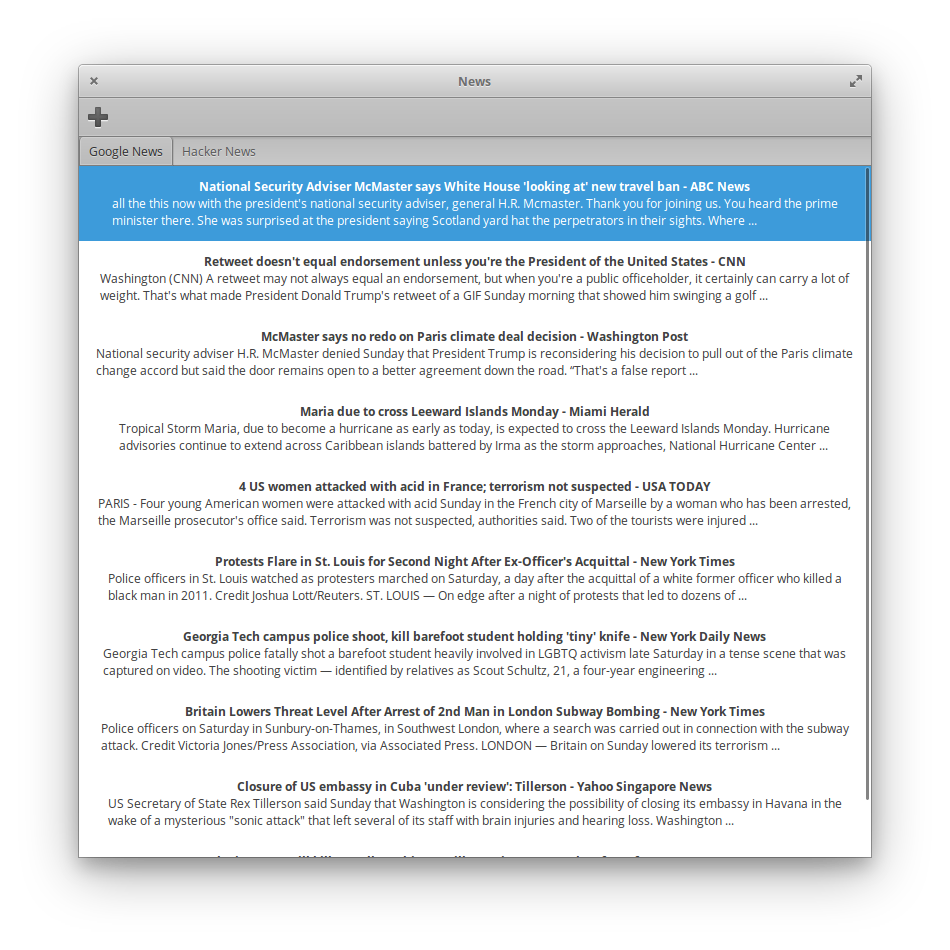 News
Google News
Hacker News
National Security Adviser McMaster says White House 'looking at' new travel ban - ABC News
all the this now with the president's national security adviser, general H.R. Mcmaster. Thank you for joining us. You heard the prime
minister there. She was surprised at the president saying Scotland yard hat the perpetrators in their sights. Where ...
Retweet doesn't equal endorsement unless you're the President of the United States - CNN
Washington (CNN) A retweet may not always equal an endorsement, but when you're a public officeholder, it certainly can carry a lot of
weight. That's what made President Donald Trump's retweet of a GIF Sunday morning that showed him swinging a golf ...
McMaster says no redo on Paris climate deal decision - Washington Post
National security adviser H.R. McMaster denied Sunday that President Trump is reconsidering his decision to pull out of the Paris climate
change accord but said the door remains open to a better agreement down the road. “That's a false report ...
Maria due to cross Leeward Islands Monday - Miami Herald
Tropical Storm Maria, due to become a hurricane as early as today, is expected to cross the Leeward Islands Monday. Hurricane
advisories continue to extend across Caribbean islands battered by Irma as the storm approaches, National Hurricane Center ...
4 US women attacked with acid in France; terrorism not suspected - USA TODAY
PARIS - Four young American women were attacked with acid Sunday in the French city of Marseille by a woman who has been arrested,
the Marseille prosecutor's office said. Terrorism was not suspected, authorities said. Two of the tourists were injured ...
Protests Flare in St. Louis for Second Night After Ex-Officer's Acquittal - New York Times
Police officers in St. Louis watched as protesters marched on Saturday, a day after the acquittal of a white former officer who killed a
black man in 2011. Credit Joshua Lott/Reuters. ST. LOUIS — On edge after a night of protests that led to dozens of ...
Georgia Tech campus police shoot, kill barefoot student holding 'tiny' knife - New York Daily News
Georgia Tech campus police fatally shot a barefoot student heavily involved in LGBTQ activism late Saturday in a tense scene that was
captured on video. The shooting victim — identified by relatives as Scout Schultz, 21, a four-year engineering ...
Britain Lowers Threat Level After Arrest of 2nd Man in London Subway Bombing - New York Times
Police officers on Saturday in Sunbury-on-Thames, in Southwest London, where a search was carried out in connection with the subway
attack. Credit Victoria Jones/Press Association, via Associated Press. LONDON — Britain on Sunday lowered its terrorism ...
Closure of US embassy in Cuba 'under review': Tillerson - Yahoo Singapore News
US Secretary of State Rex Tillerson said Sunday that Washington is considering the possibility of closing its embassy in Havana in the
wake of a mysterious "sonic attack" that left several of its staff with brain injuries and hearing loss. Washington ...